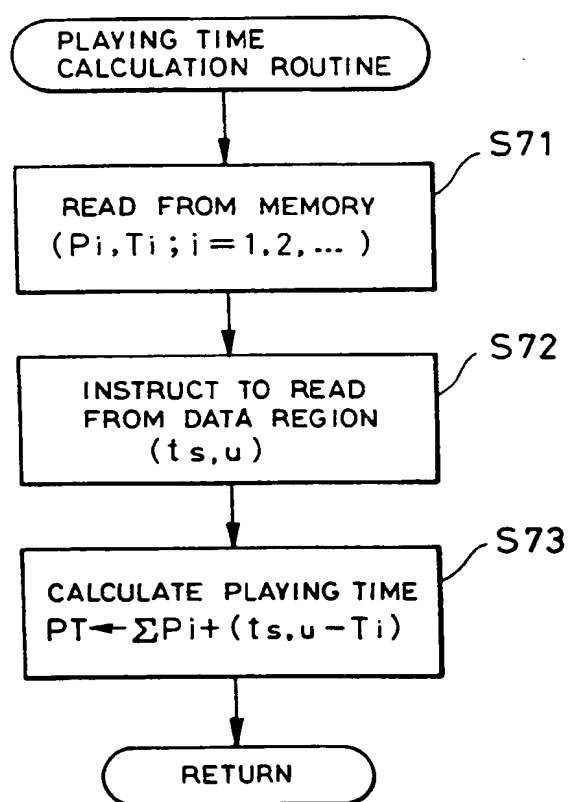 PLAYING TIME
CALCULATION ROUTINE
S71
READ FROM MEMORY
(Pi,Ti;i=1,2,...)
S72
INSTRUCT TO READ
FROM DATA REGION
(ts,u)
S73
CALCULATE PLAYING TIME
PT←ΣPi+(ts,u-Ti)
RETURN